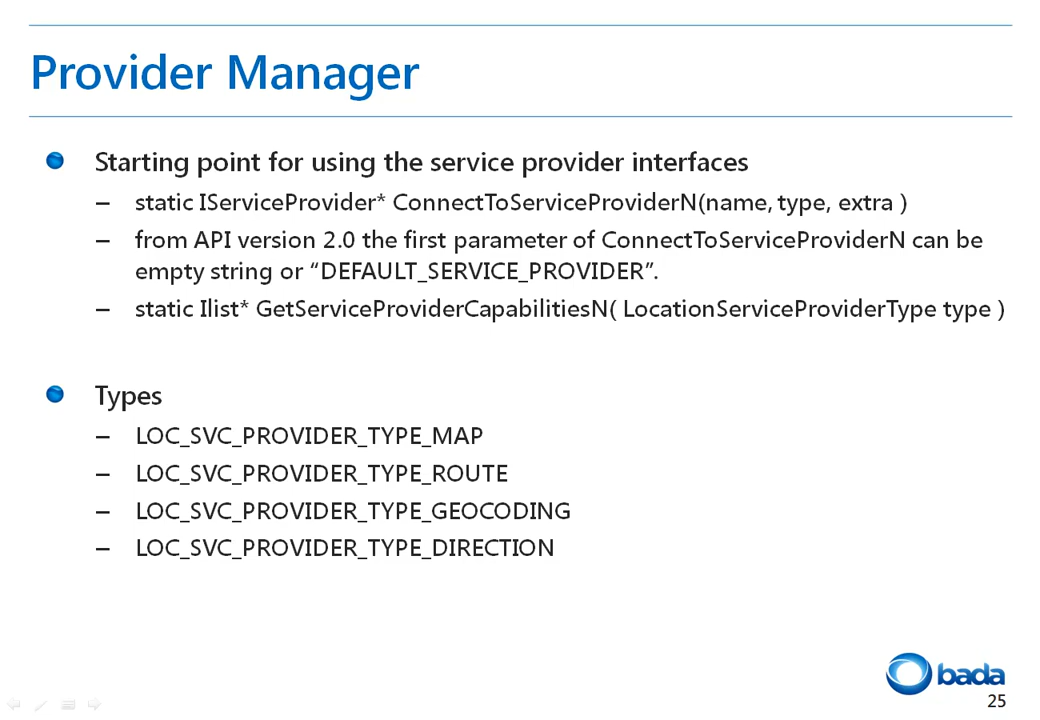 Provider Manager
Starting point for using the service provider interfaces
– static IServiceProvider* ConnectToServiceProviderN(name, type, extra )
– from API version 2.0 the first parameter of ConnectToServiceProviderN can be
empty string or “DEFAULT_SERVICE_PROVIDER”.
– static Ilist* GetServiceProviderCapabilitiesN( LocationServiceProviderType type )
Types
– LOC_SVC_PROVIDER_TYPE_MAP
– LOC_SVC_PROVIDER_TYPE_ROUTE
– LOC_SVC_PROVIDER_TYPE_GEOCODING
– LOC_SVC_PROVIDER_TYPE_DIRECTION
bada
25